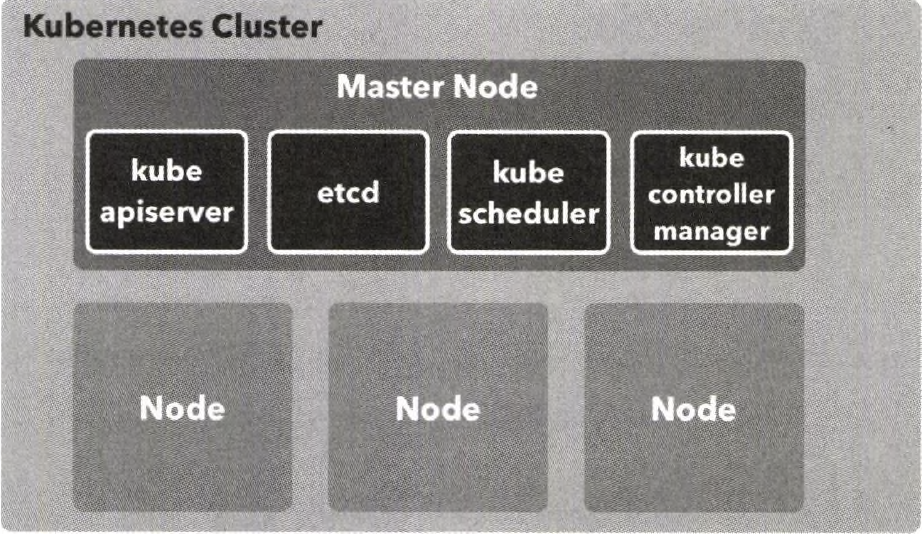 Kubernetes Cluster
Master Node
kube
apiserver
etcd
kube
scheduler
kube
controller
manager
Node
Node
Node